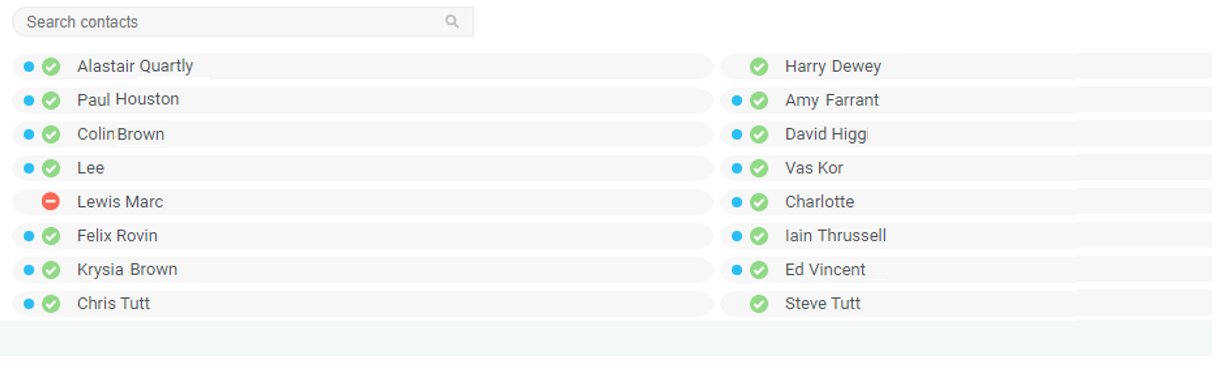 Search contacts
Alastair Quartly
Paul Houston
Colin Brown
Lee
Lewis Marc
Felix Rovin
Krysia Brown
Chris Tutt
Harry Dewey
Amy Farrant
David Higgi
Vas Kor
Charlotte
Iain Thrussell
Ed Vincent
Steve Tutt